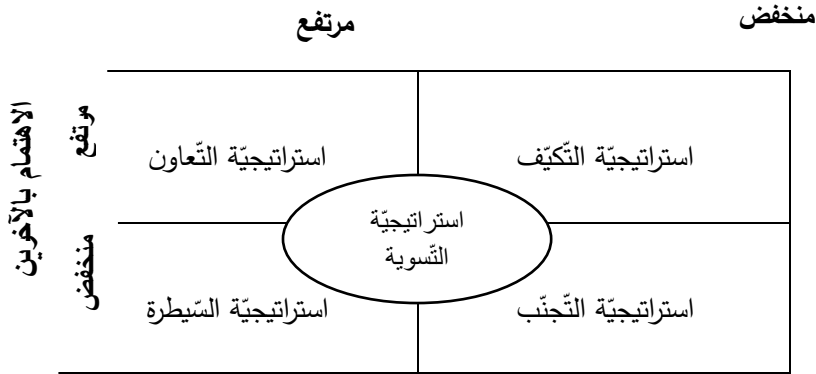 منخفض
مرتفع
الاهتمام بالآخرين
مرتفع
منخفض
استراتيجيّة التّكيّف
استراتيجيّة التّعاون
استراتيجيّة
التّسوية
استراتيجيّة التّجنّب
استراتيجيّة السّيطرة